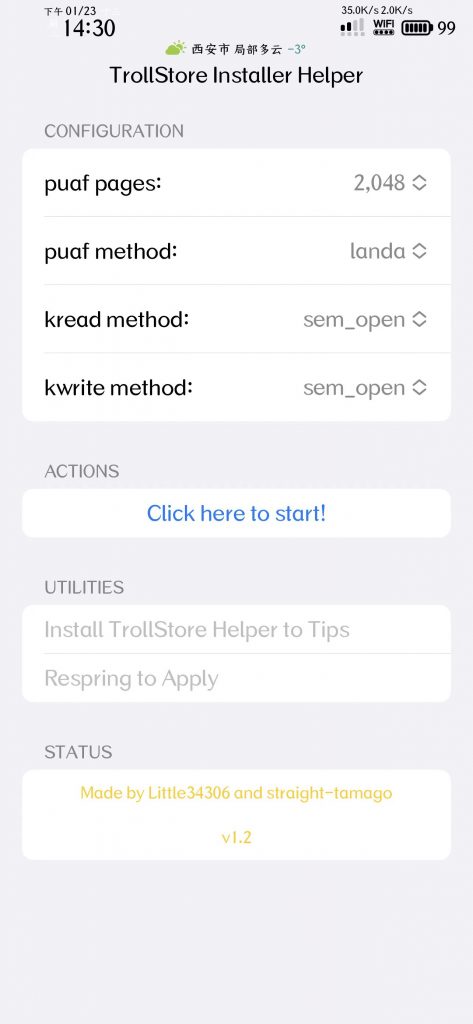 下午 01/23
35.0K/s 2.0K/s
14:30
WIFI
99
西安市 局部多云 -3°
TrollStore Installer Helper
CONFIGURATION
puaf pages: 2,048
puaf method: landa
kread method: sem_open
kwrite method: sem_open
ACTIONS
Click here to start!
UTILITIES
Install TrollStore Helper to Tips
Respring to Apply
STATUS
Made by Little34306 and straight-tamago
v1.2